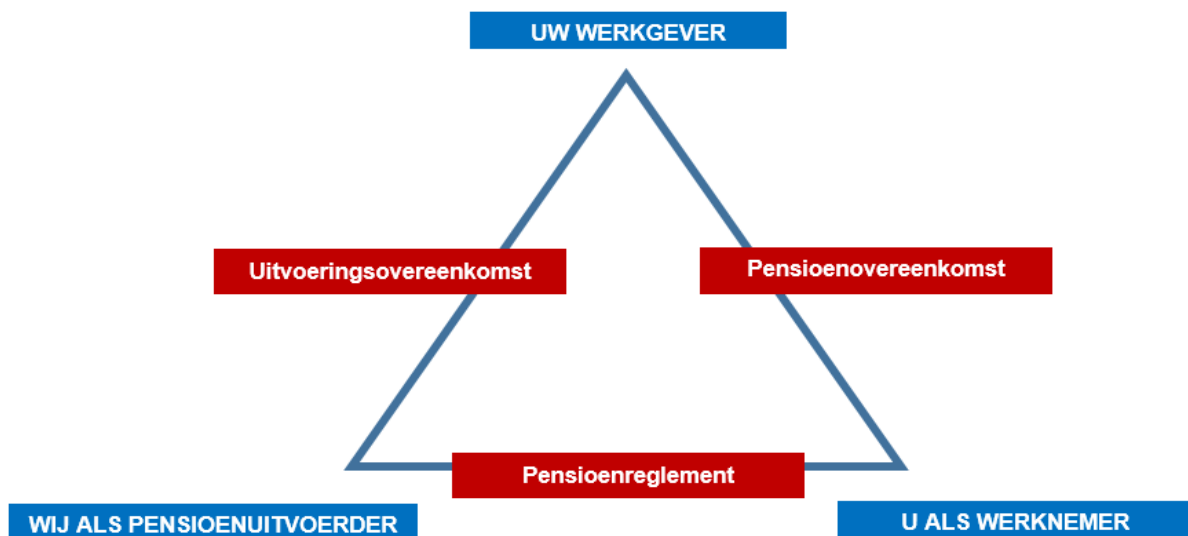 UW WERKGEVER
Uitvoeringsovereenkomst
Pensioenovereenkomst
Pensioenreglement
WIJ ALS PENSIOENUITVOERDER
U ALS WERKNEMER